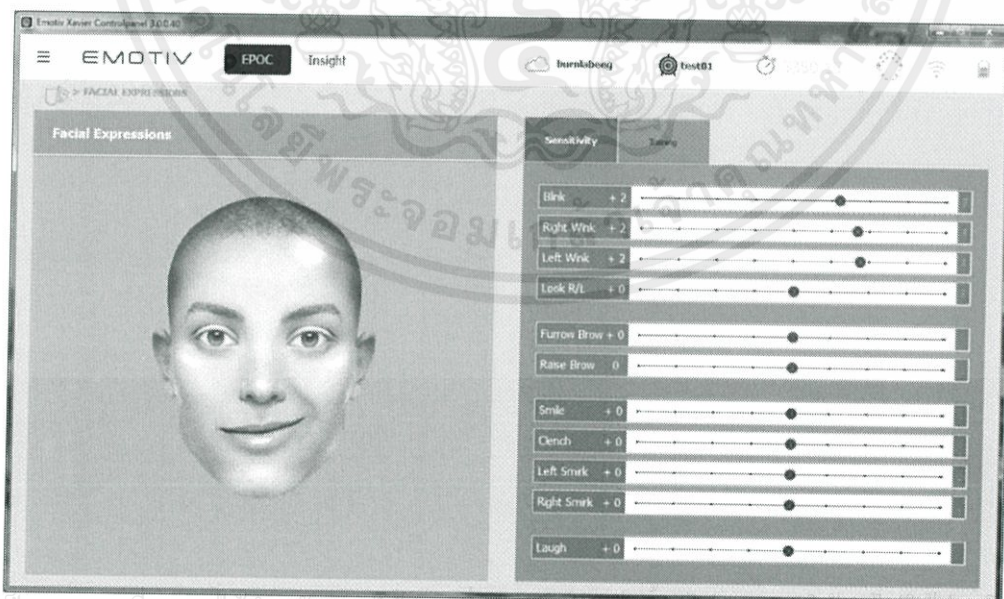 Emotiv Xavier Controlpanel 3.0.0.40
EMOTIV EPOC Insight burnlabeeg test01
> FACIAL EXPRESSIONS
Facial Expressions
Sensitivity Training
Blink + 2
Right Wink + 2
Left Wink + 2
Look R/L + 0
Furrow Brow + 0
Raise Brow 0
Smile + 0
Clench + 0
Left Smirk + 0
Right Smirk + 0
Laugh + 0